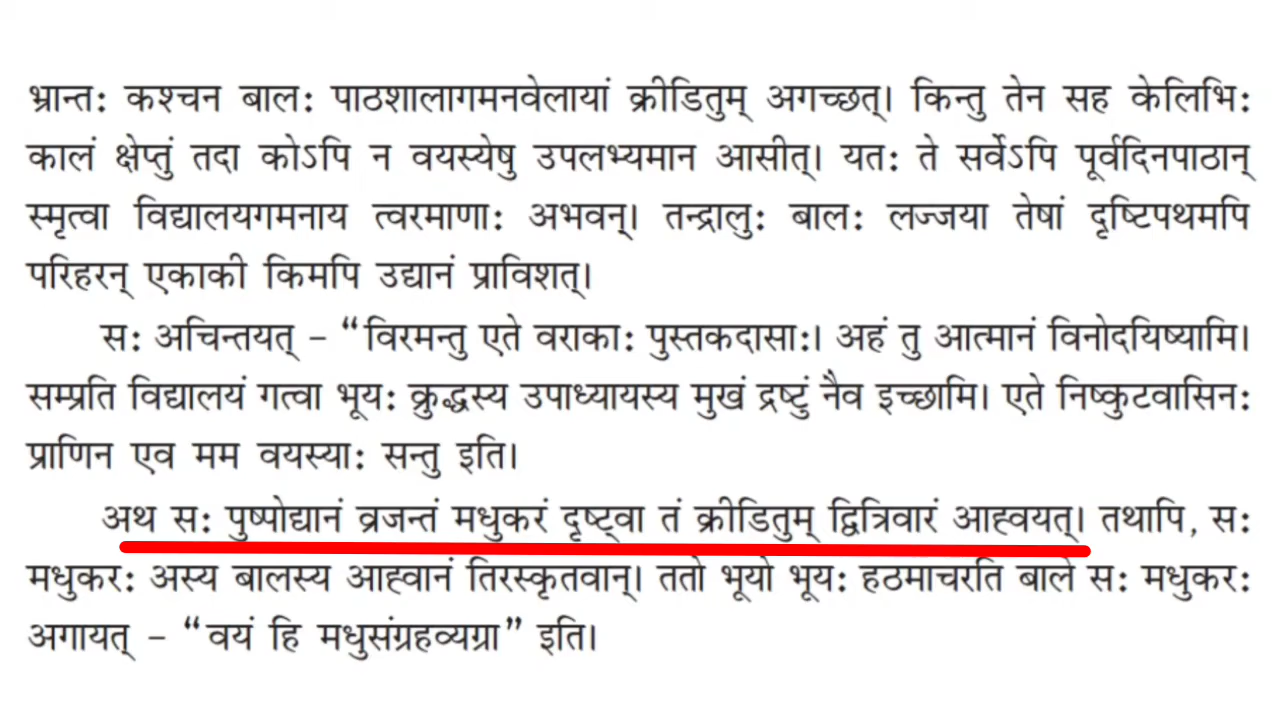 भ्रान्तः कश्चन बालः पाठशालागमनवेलायां क्रीडितुम् अगच्छत्। किन्तु तेन सह केलिभिः
कालं क्षेप्तुं तदा कोऽपि न वयस्येषु उपलभ्यमान आसीत्। यतः ते सर्वेऽपि पूर्वदिनपाठान्
स्मृत्वा विद्यालयगमनाय त्वरमाणाः अभवन्। तन्द्रालुः बालः लज्जया तेषां दृष्टिपथमपि
परिहरन् एकाकी किमपि उद्यानं प्राविशत्।
सः अचिन्तयत् – “विरमन्तु एते वराकाः पुस्तकदासाः। अहं तु आत्मानं विनोदयिष्यामि।
सम्प्रति विद्यालयं गत्वा भूयः क्रुद्धस्य उपाध्यायस्य मुखं द्रष्टुं नैव इच्छामि। एते निष्कुटवासिनः
प्राणिन एव मम वयस्याः सन्तु इति।
अथ सः पुष्पोद्यानं व्रजन्तं मधुकरं दृष्ट्वा तं क्रीडितुम् द्वित्रिवारं आह्वयत्। तथापि, सः
मधुकरः अस्य बालस्य आह्वानं तिरस्कृतवान्। ततो भूयो भूयः हठमाचरति बाले सः मधुकरः
अगायत् – “वयं हि मधुसंग्रहव्यग्रा” इति।